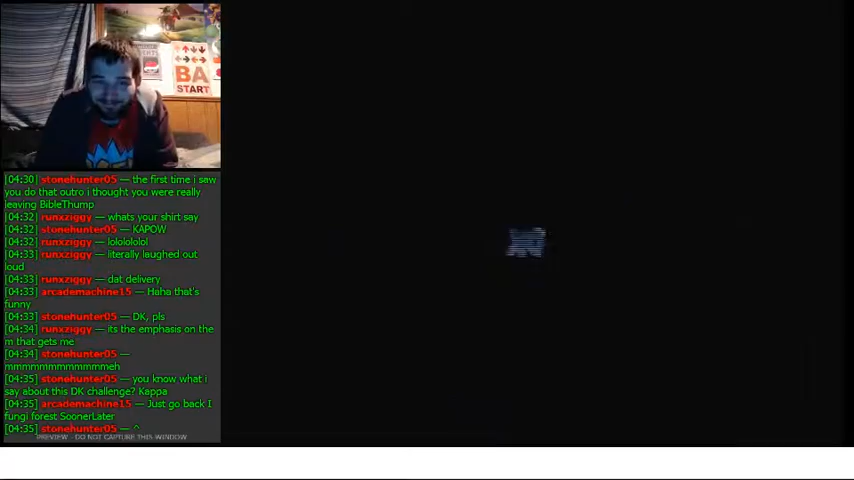 BA
START
[04:30] stonehunter05 — the first time i saw
you do that outro i thought you were really
leaving BibleThump
[04:32] runxziggy — whats your shirt say
[04:32] stonehunter05 — KAPOW
[04:32] runxziggy — lolololololol
[04:33] runxziggy — literally laughed out
loud
[04:33] runxziggy — dat delivery
[04:33] arcademachine15 — Haha that's
funny
[04:33] stonehunter05 — DK, pls
[04:34] runxziggy — its the emphasis on the
m that gets me
[04:34] stonehunter05 —
mmmmmmmmmmmmeh
[04:35] stonehunter05 — you know what i
say about this DK challenge? Kappa
[04:35] arcademachine15 — Just go back I
fungi forest SoonerLater
[04:35] stonehunter05 — ^
PREVIEW - DO NOT CAPTURE THIS WINDOW